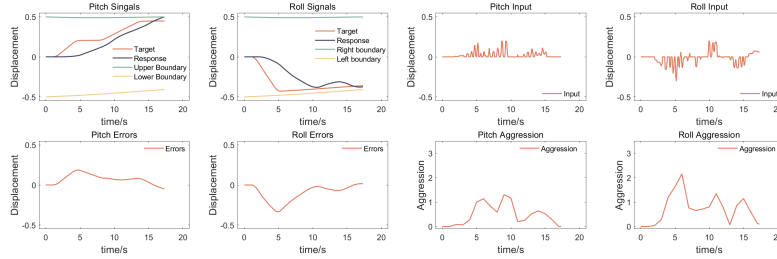 Pitch Singals
0.5
0
-0.5
Displacement
0 5 10 15 20
time/s
Target
Response
Upper Boundary
Lower Boundary
Roll Signals
0.5
0
-0.5
Displacement
0 5 10 15 20
time/s
Target
Response
Right boundary
Left boundary
Pitch Input
0.5
0
-0.5
Displacement
0 5 10 15 20
time/s
Input
Roll Input
0.5
0
-0.5
Displacement
0 5 10 15 20
time/s
Input
Pitch Errors
0.5
0
-0.5
Displacement
0 5 10 15 20
time/s
Errors
Roll Errors
0.5
0
-0.5
Displacement
0 5 10 15 20
time/s
Errors
Pitch Aggression
3
2
1
0
Aggression
0 5 10 15 20
time/s
Aggression
Roll Aggression
3
2
1
0
Aggression
0 5 10 15 20
time/s
Aggression